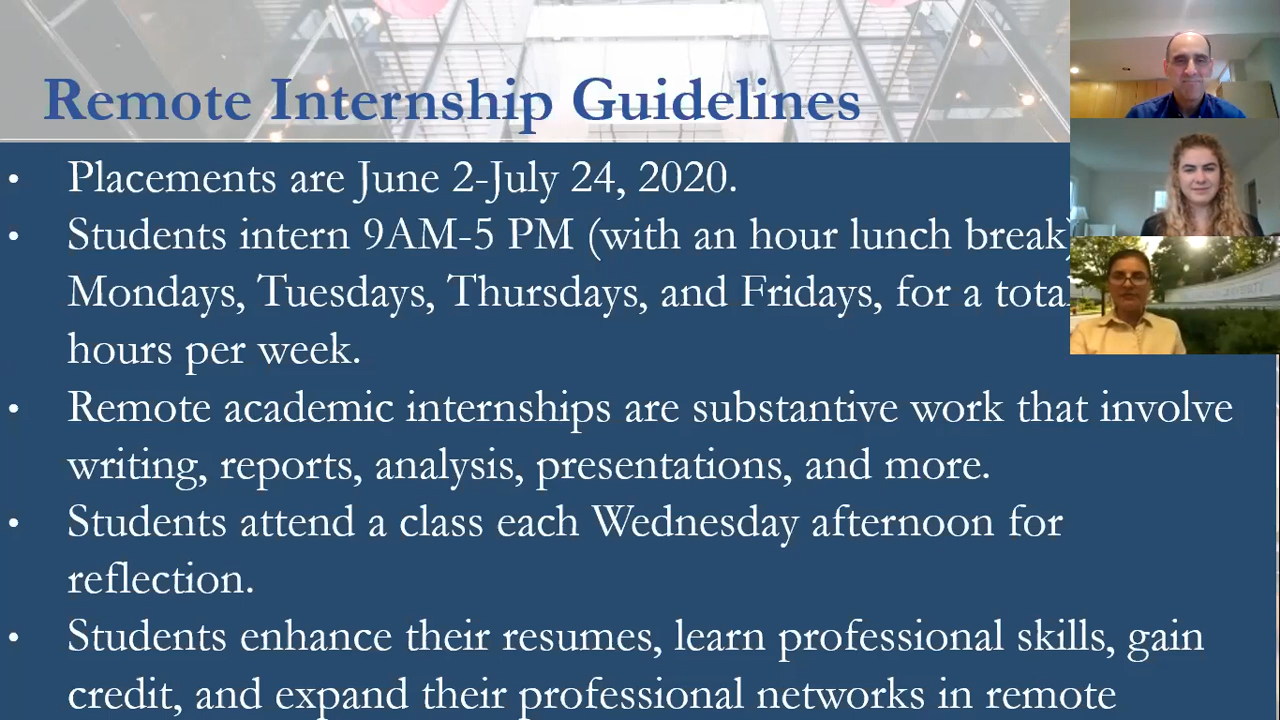 Remote Internship Guidelines
• Placements are June 2-July 24, 2020.
• Students intern 9AM-5 PM (with an hour lunch break)
Mondays, Tuesdays, Thursdays, and Fridays, for a
hours per week.
• Remote academic internships are substantive work that involve
writing, reports, analysis, presentations, and more.
• Students attend a class each Wednesday afternoon for
reflection.
• Students enhance their resumes, learn professional skills, gain
credit, and expand their professional networks in remote